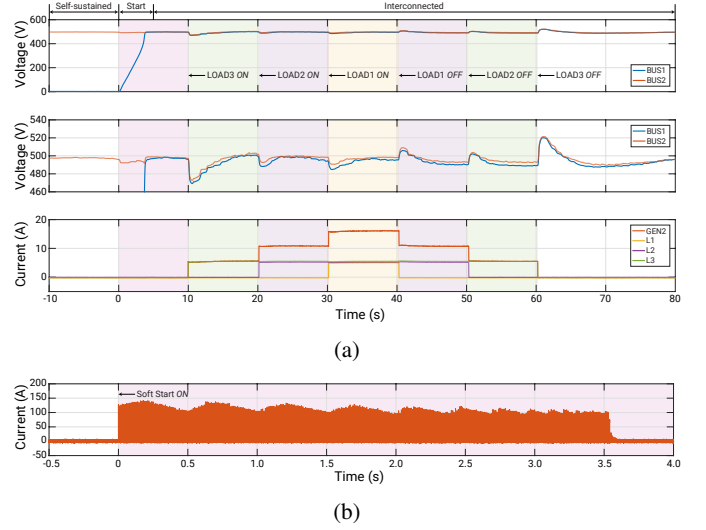 Self-sustained Start Interconnected
600
400
200
0
Voltage (V)
LOAD3 ON
LOAD2 ON
LOAD1 ON
LOAD1 OFF
LOAD2 OFF
LOAD3 OFF
BUS1
BUS2
540
520
500
480
460
Voltage (V)
BUS1
BUS2
20
10
0
Current (A)
GEN2
L1
L2
L3
-10 0 10 20 30 40 50 60 70 80
Time (s)
(a)
200
150
100
50
0
-50
Current (A)
Soft Start ON
-0.5 0 0.5 1.0 1.5 2.0 2.5 3.0 3.5 4.0
Time (s)
(b)